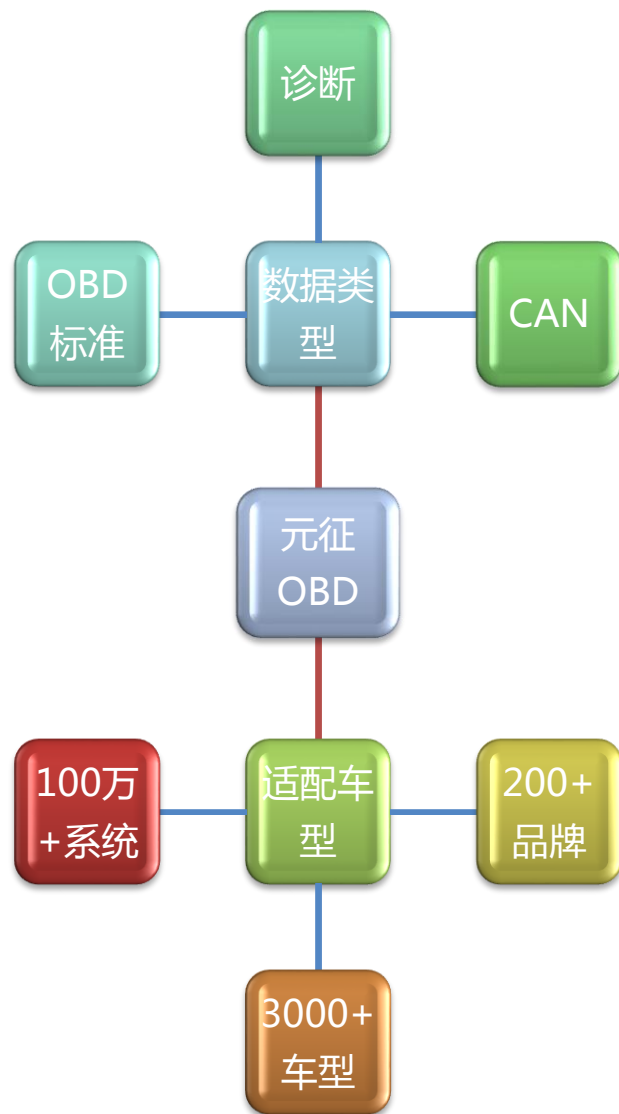 诊断
OBD
标准
数据类
型
CAN
元征
OBD
100万
+系统
适配车
型
200+
品牌
3000+
车型